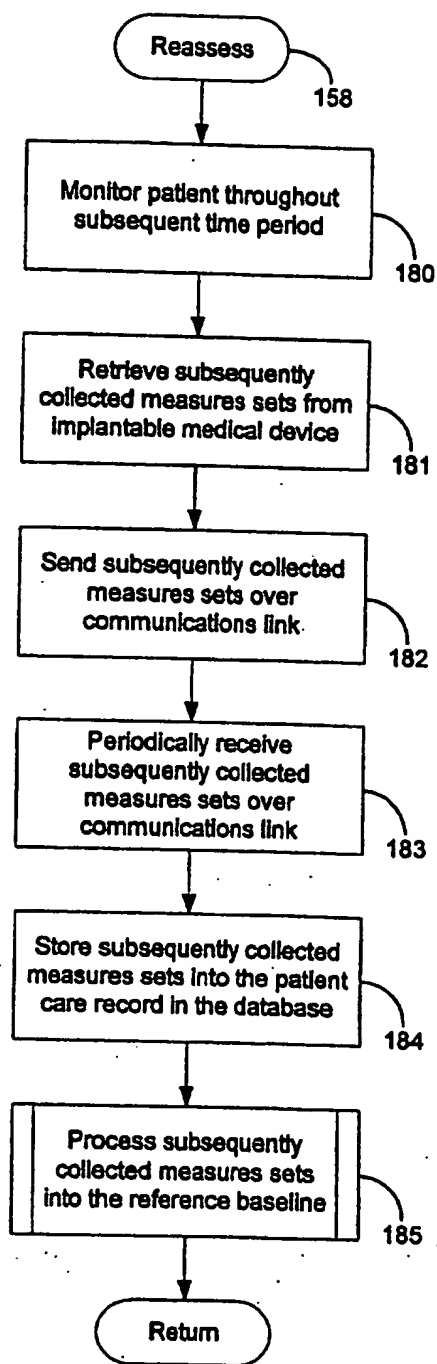 Reassess
158
Monitor patient throughout
subsequent time period
180
Retrieve subsequently
collected measures sets from
implantable medical device
181
Send subsequently collected
measures sets over
communications link
182
Periodically receive
subsequently collected
measures sets over
communications link
183
Store subsequently collected
measures sets into the patient
care record in the database
184
Process subsequently
collected measures sets
into the reference baseline
185
Return